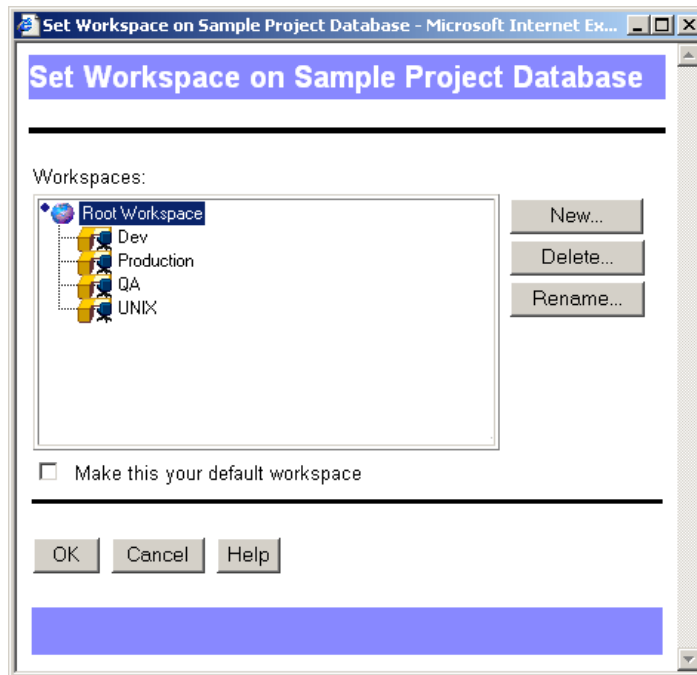 Set Workspace on Sample Project Database - Microsoft Internet Ex...
Set Workspace on Sample Project Database
Workspaces:
Root Workspace
Dev
Production
QA
UNIX
New...
Delete...
Rename...
Make this your default workspace
OK Cancel Help